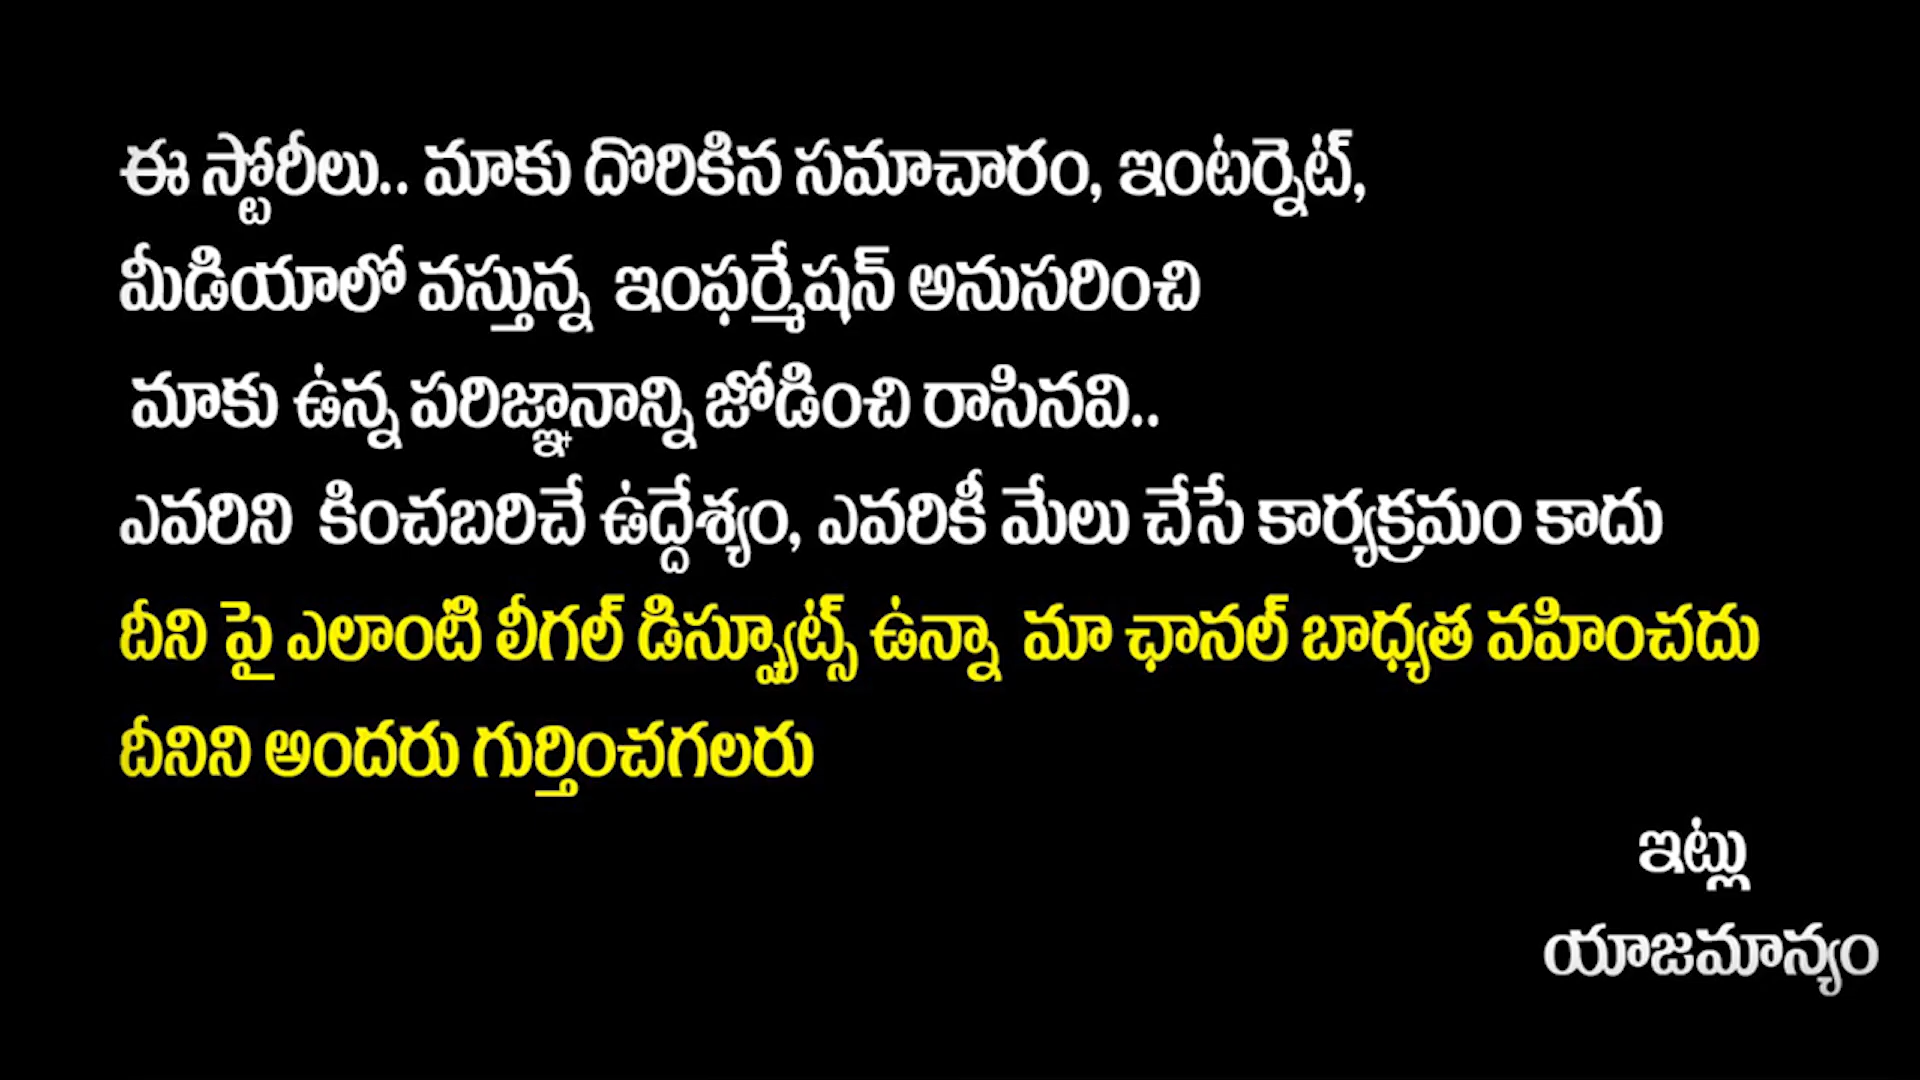 ఈ స్టోరీలు.. మాకు దొరికిన సమాచారం, ఇంటర్నెట్,
మీడియాలో వస్తున్న ఇంఫర్మేషన్ అనుసరించి
మాకు ఉన్న పరిజ్ఞానాన్ని జోడించి రాసినవి..
ఎవరిని కించబరిచే ఉద్దేశ్యం, ఎవరికీ మేలు చేసే కార్యక్రమం కాదు
దీని పై ఎలాంటి లీగల్ డిస్ప్యూట్స్ ఉన్నా మా ఛానల్ బాధ్యత వహించదు
దీనిని అందరు గుర్తించగలరు
ఇట్లు
యాజమాన్యం